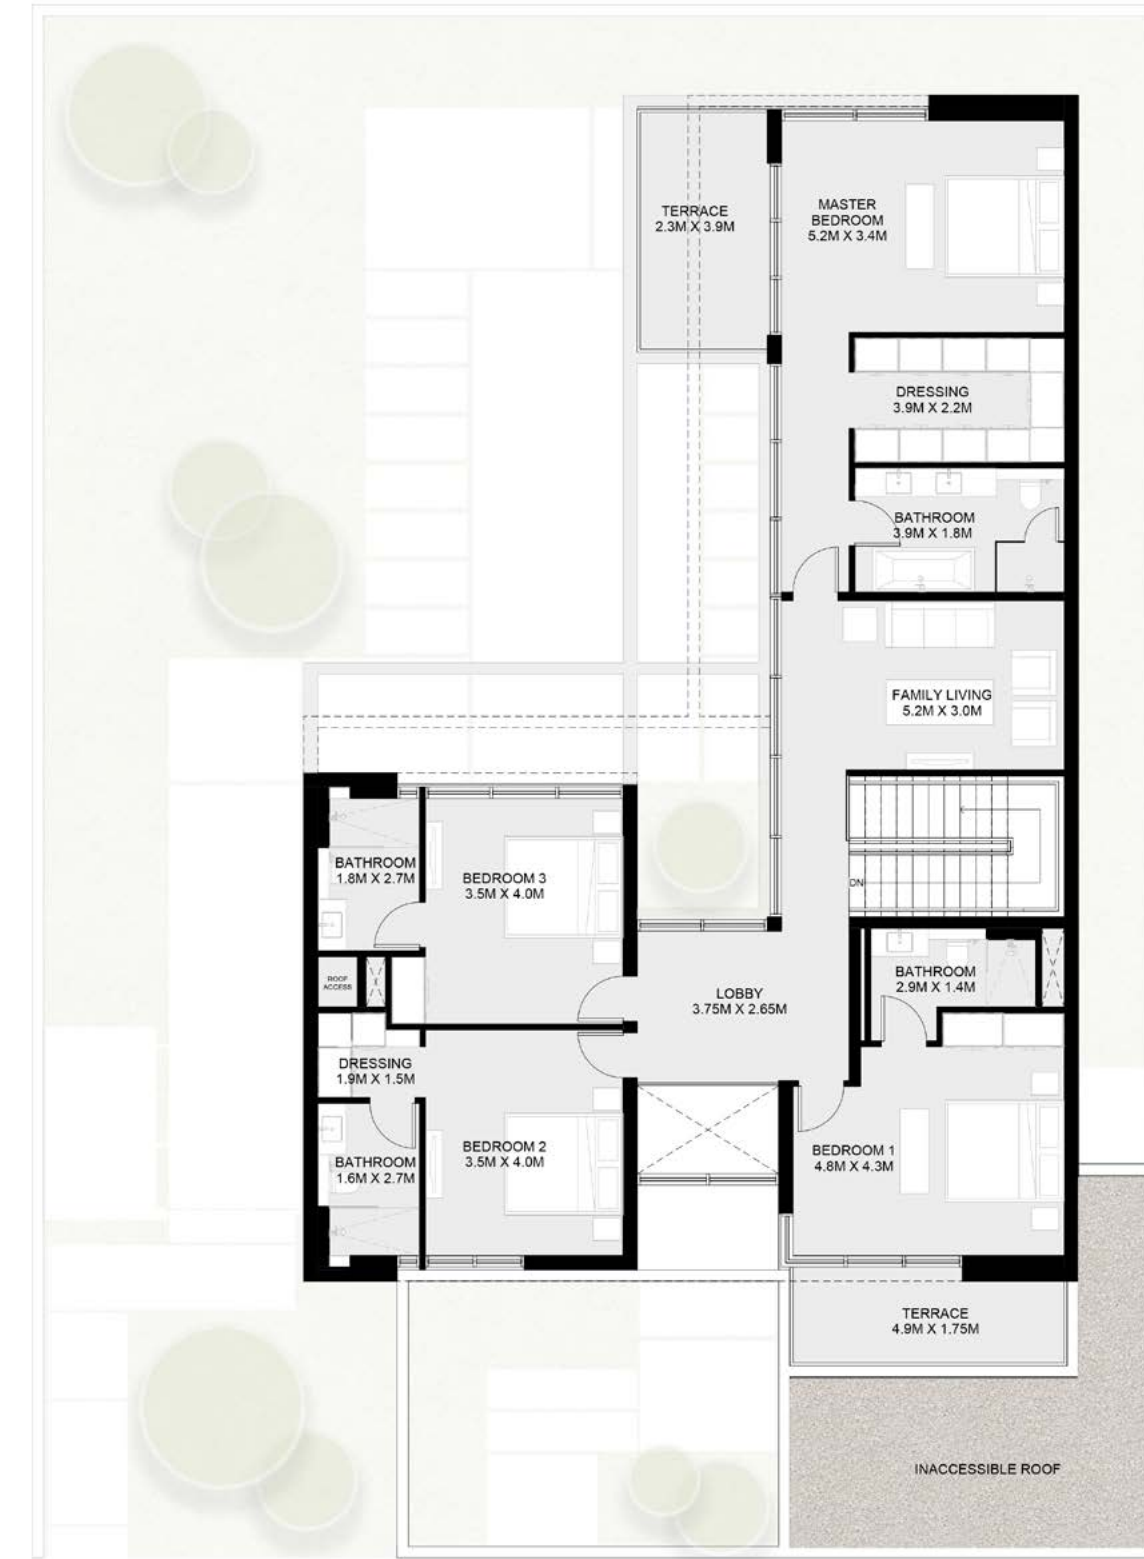 TERRACE
2.3M X 3.9M
MASTER
BEDROOM
5.2M X 3.4M
DRESSING
3.9M X 2.2M
BATHROOM
3.9M X 1.8M
FAMILY LIVING
5.2M X 3.0M
DN
BATHROOM
1.8M X 2.7M
BEDROOM 3
3.5M X 4.0M
ROOF
ACCESS
LOBBY
3.75M X 2.65M
BATHROOM
2.9M X 1.4M
DRESSING
1.9M X 1.5M
BEDROOM 2
3.5M X 4.0M
BATHROOM
1.6M X 2.7M
BEDROOM 1
4.8M X 4.3M
TERRACE
4.9M X 1.75M
INACCESSIBLE ROOF